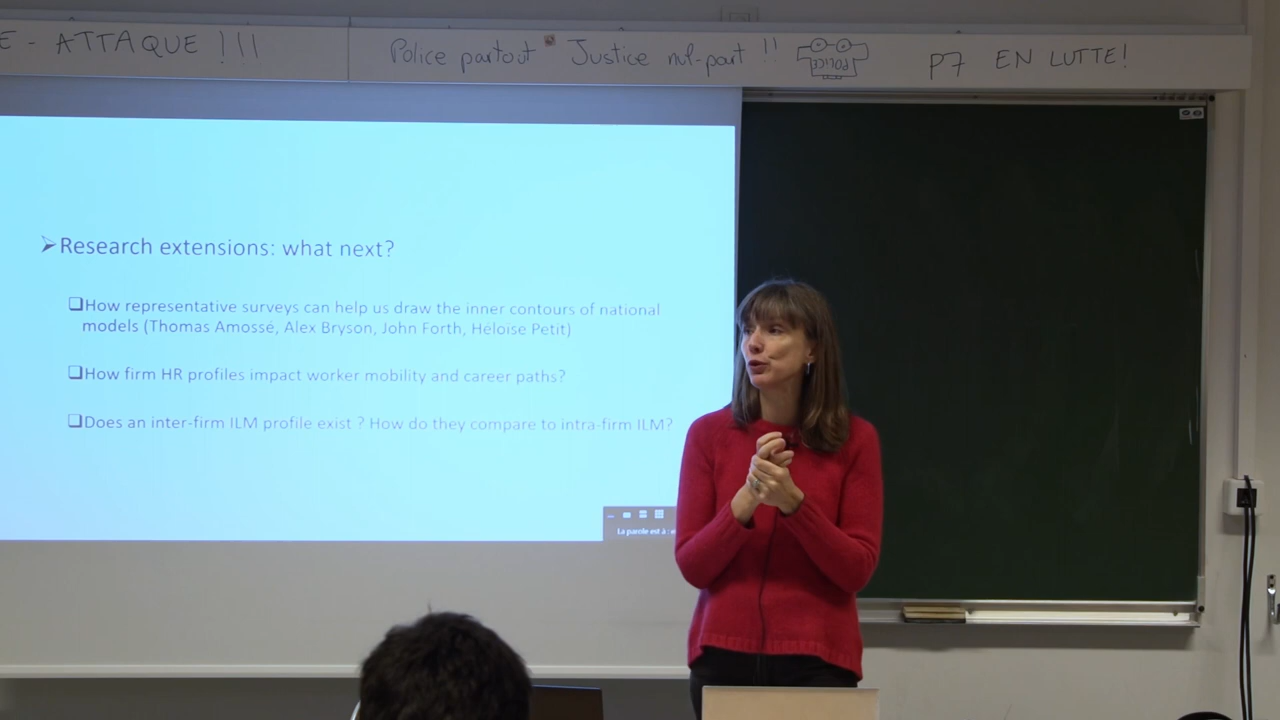 E - ATTAQUE !!!
Police partout Justice nul-part !!
POLICE
P7 EN LUTTE!
➢Research extensions: what next?
❑How representative surveys can help us draw the inner contours of national
models (Thomas Amossé, Alex Bryson, John Forth, Héloïse Petit)
❑How firm HR profiles impact worker mobility and career paths?
❑Does an inter-firm ILM profile exist ? How do they compare to intra-firm ILM?
La parole est à :